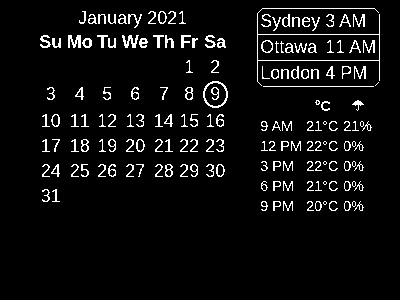 January 2021
Su Mo Tu We Th Fr Sa
1 2
3 4 5 6 7 8 9
10 11 12 13 14 15 16
17 18 19 20 21 22 23
24 25 26 27 28 29 30
31
Sydney 3 AM
Ottawa 11 AM
London 4 PM
°C ☂
9 AM 21°C 21%
12 PM 22°C 0%
3 PM 22°C 0%
6 PM 21°C 0%
9 PM 20°C 0%